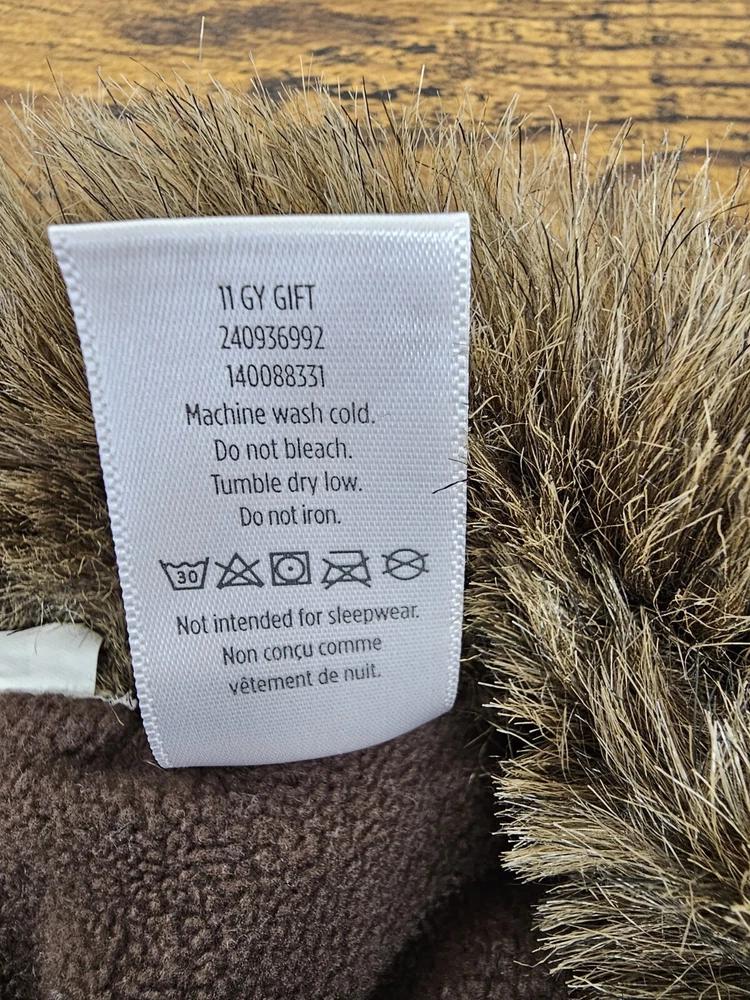 11 GY GIFT
240936992
140088331
Machine wash cold.
Do not bleach.
Tumble dry low.
Do not iron.
30
Not intended for sleepwear.
Non conçu comme
vêtement de nuit.